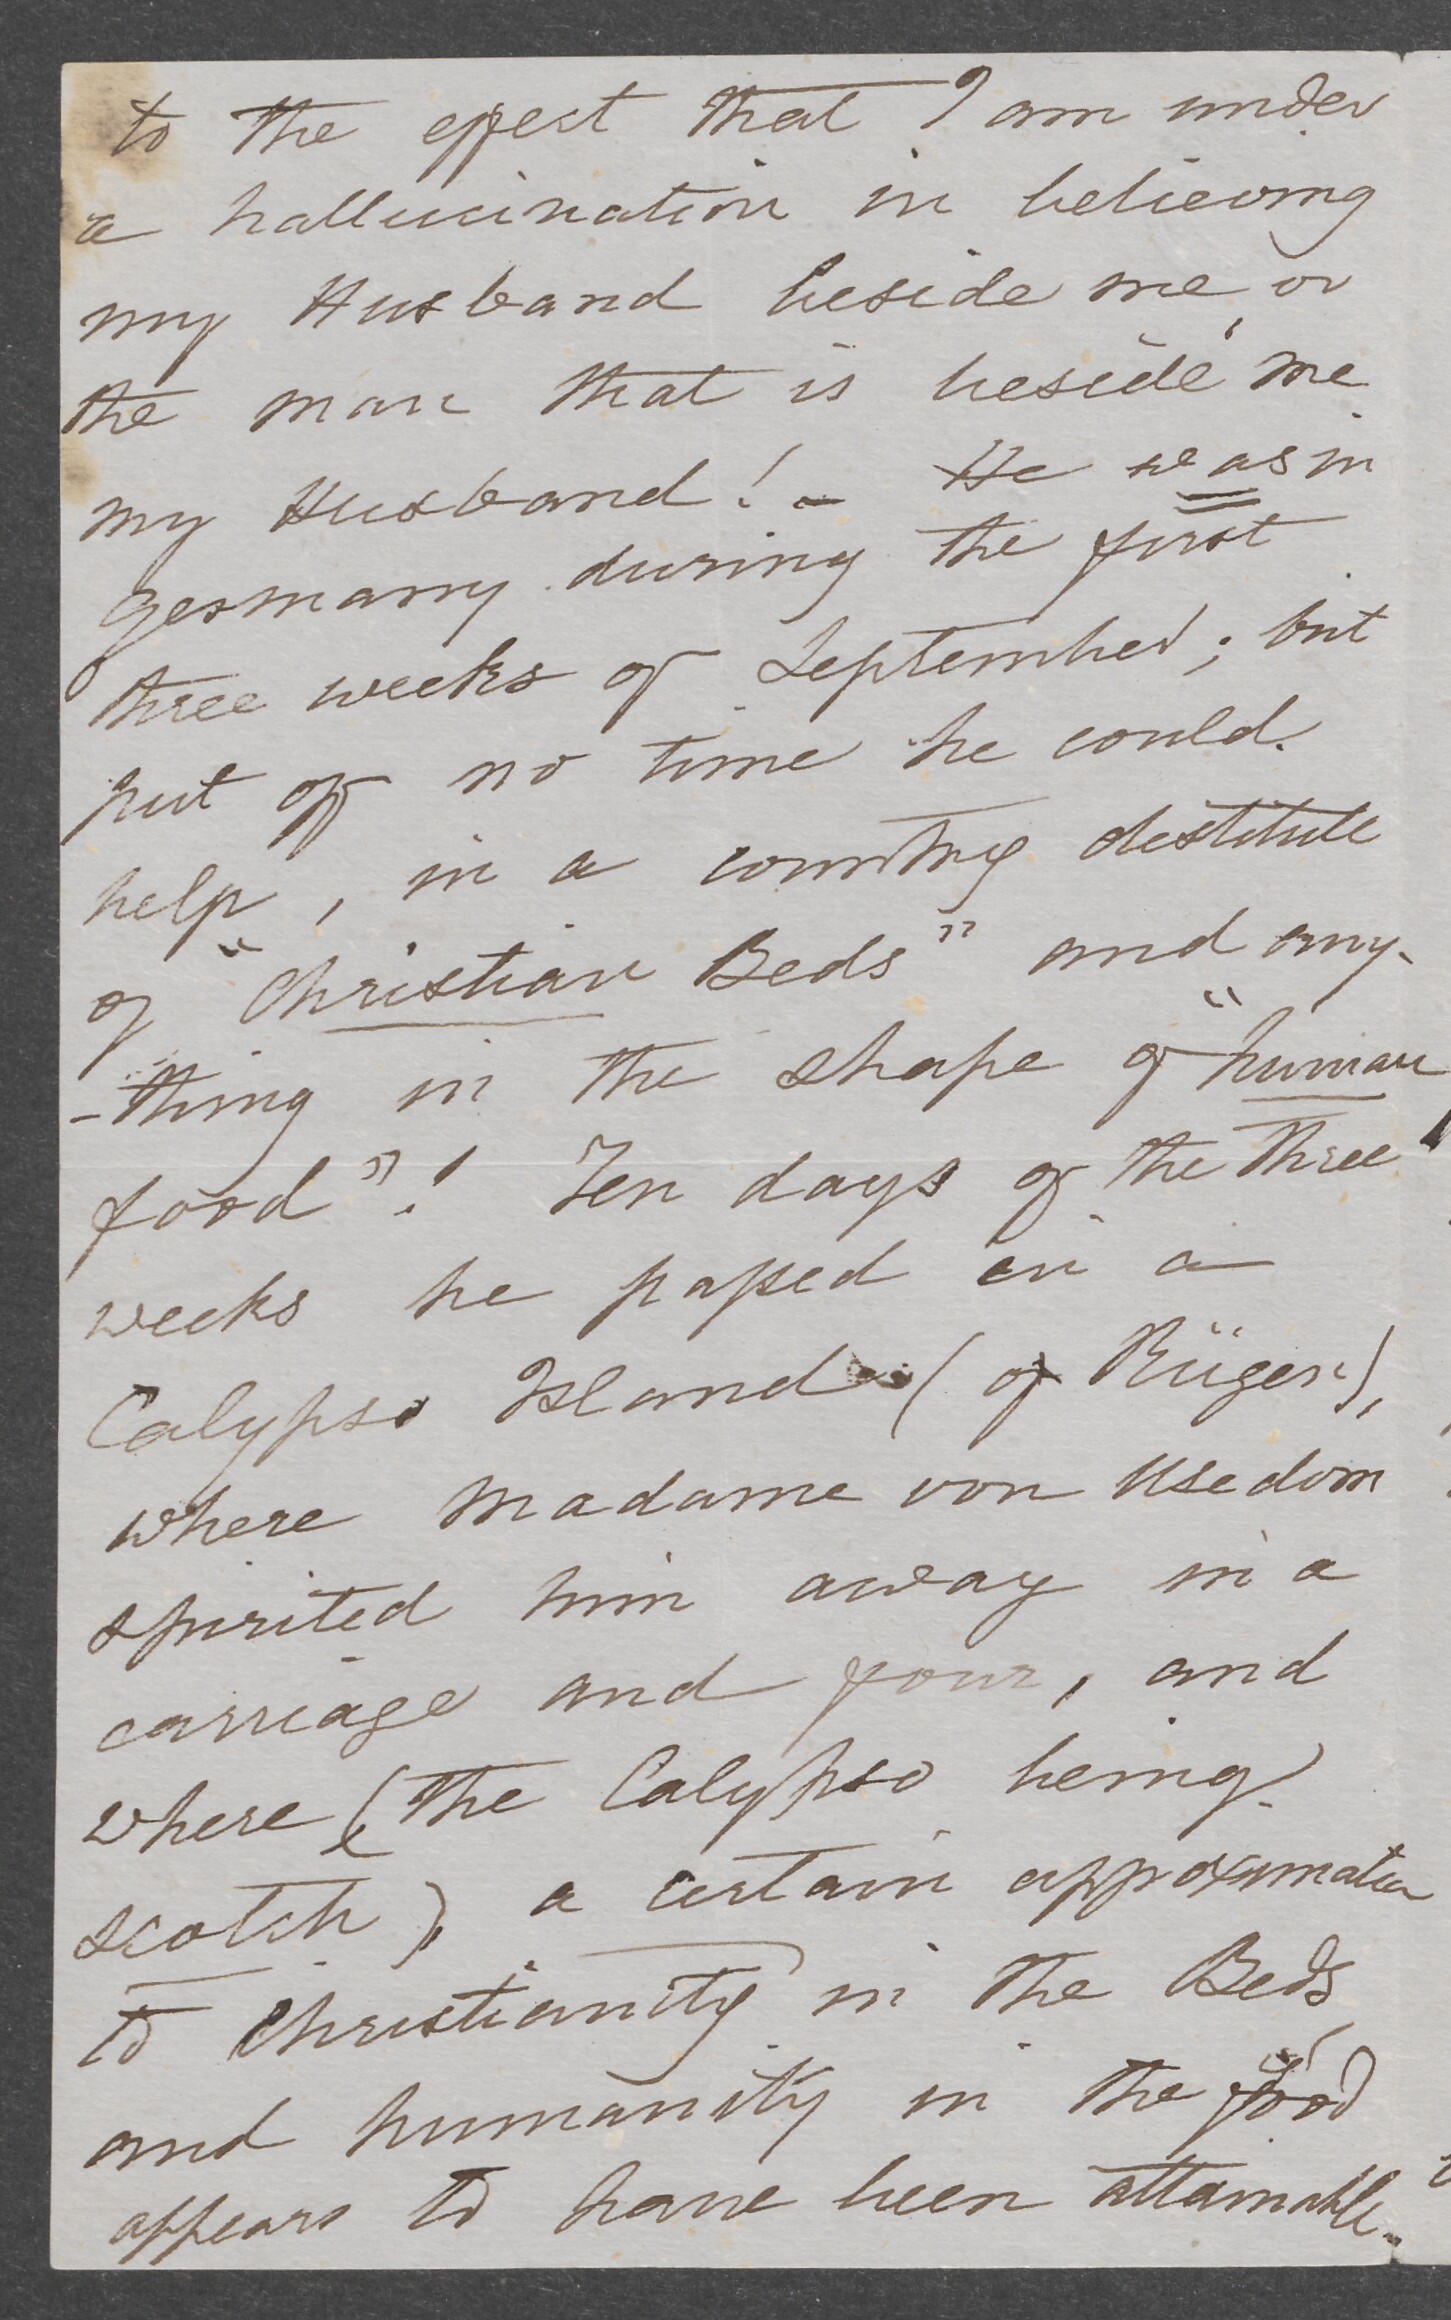 to the effect that I am under
a hallucination in believing
my Husband beside me, or
the man that is beside me
my Husband! – He was in
Germany during the first
three weeks of September; but
put off no time he could
help, in a country destitute
of "Christian Beds" and any-
-thing in the shape of "human
food"! Ten days of the three
weeks he passed in a
Calypso Island (of Rügen),
where Madame von Usedom
spirited him away in a
carriage and four, and
where (the Calypso being
Scotch), a certain approximation
to Christianity in the Beds
and humanity in the food
appears to have been attainable.